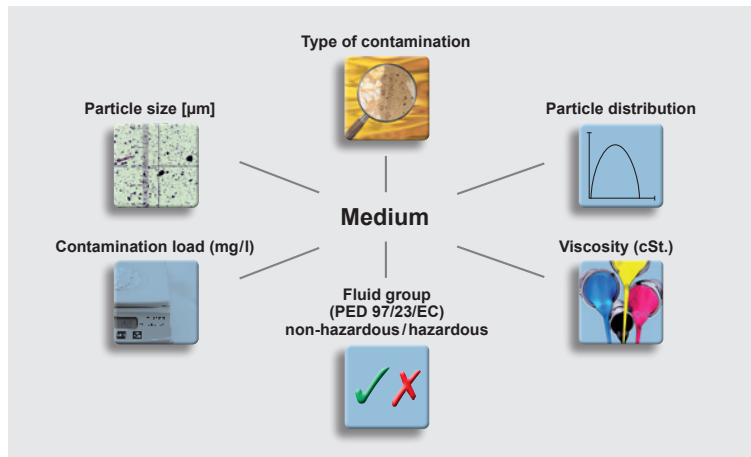 Type of contamination
Particle size [µm]
Particle distribution
Medium
Contamination load (mg/l)
Viscosity (cSt.)
Fluid group
(PED 97/23/EC)
non-hazardous/hazardous